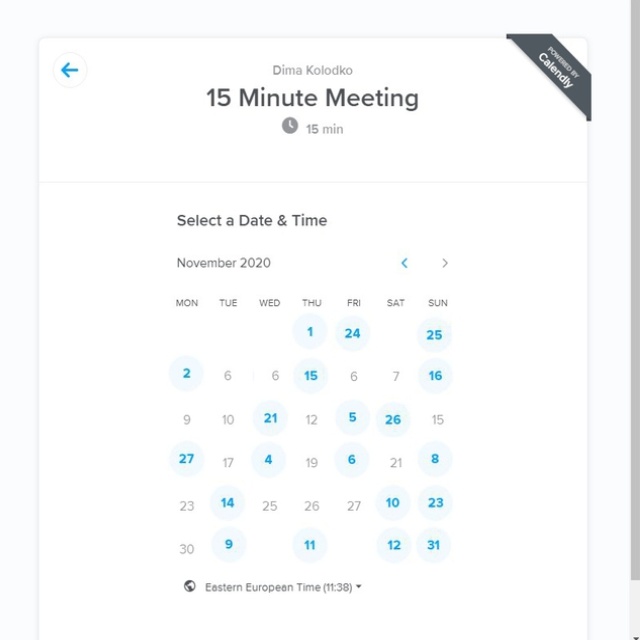 POWERED BY
Calendly
Dima Kolodko
15 Minute Meeting
15 min
Select a Date & Time
November 2020
MON TUE WED THU FRI SAT SUN
1 24 25
2 6 6 15 6 7 16
9 10 21 12 5 26 15
27 17 4 19 6 21 8
23 14 25 26 27 10 23
30 9 11 12 31
Eastern European Time (11:38)